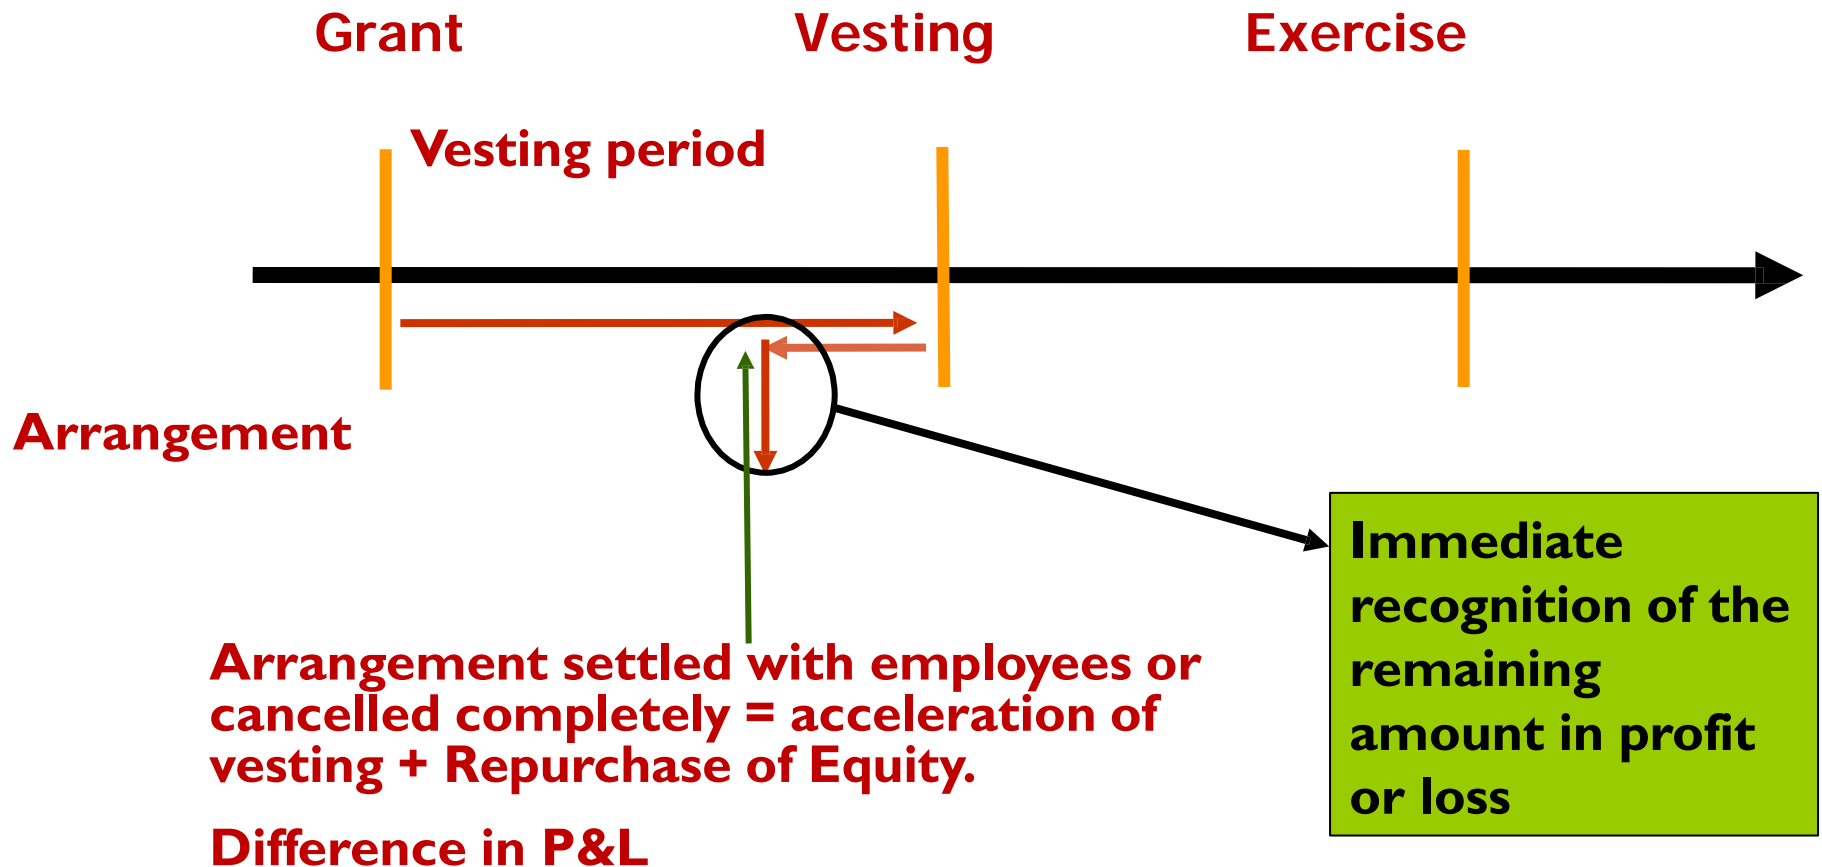 Grant
Vesting
Exercise
Vesting period
Arrangement
Arrangement settled with employees or
cancelled completely = acceleration of
vesting + Repurchase of Equity.
Difference in P&L
Immediate
recognition of the
remaining
amount in profit
or loss